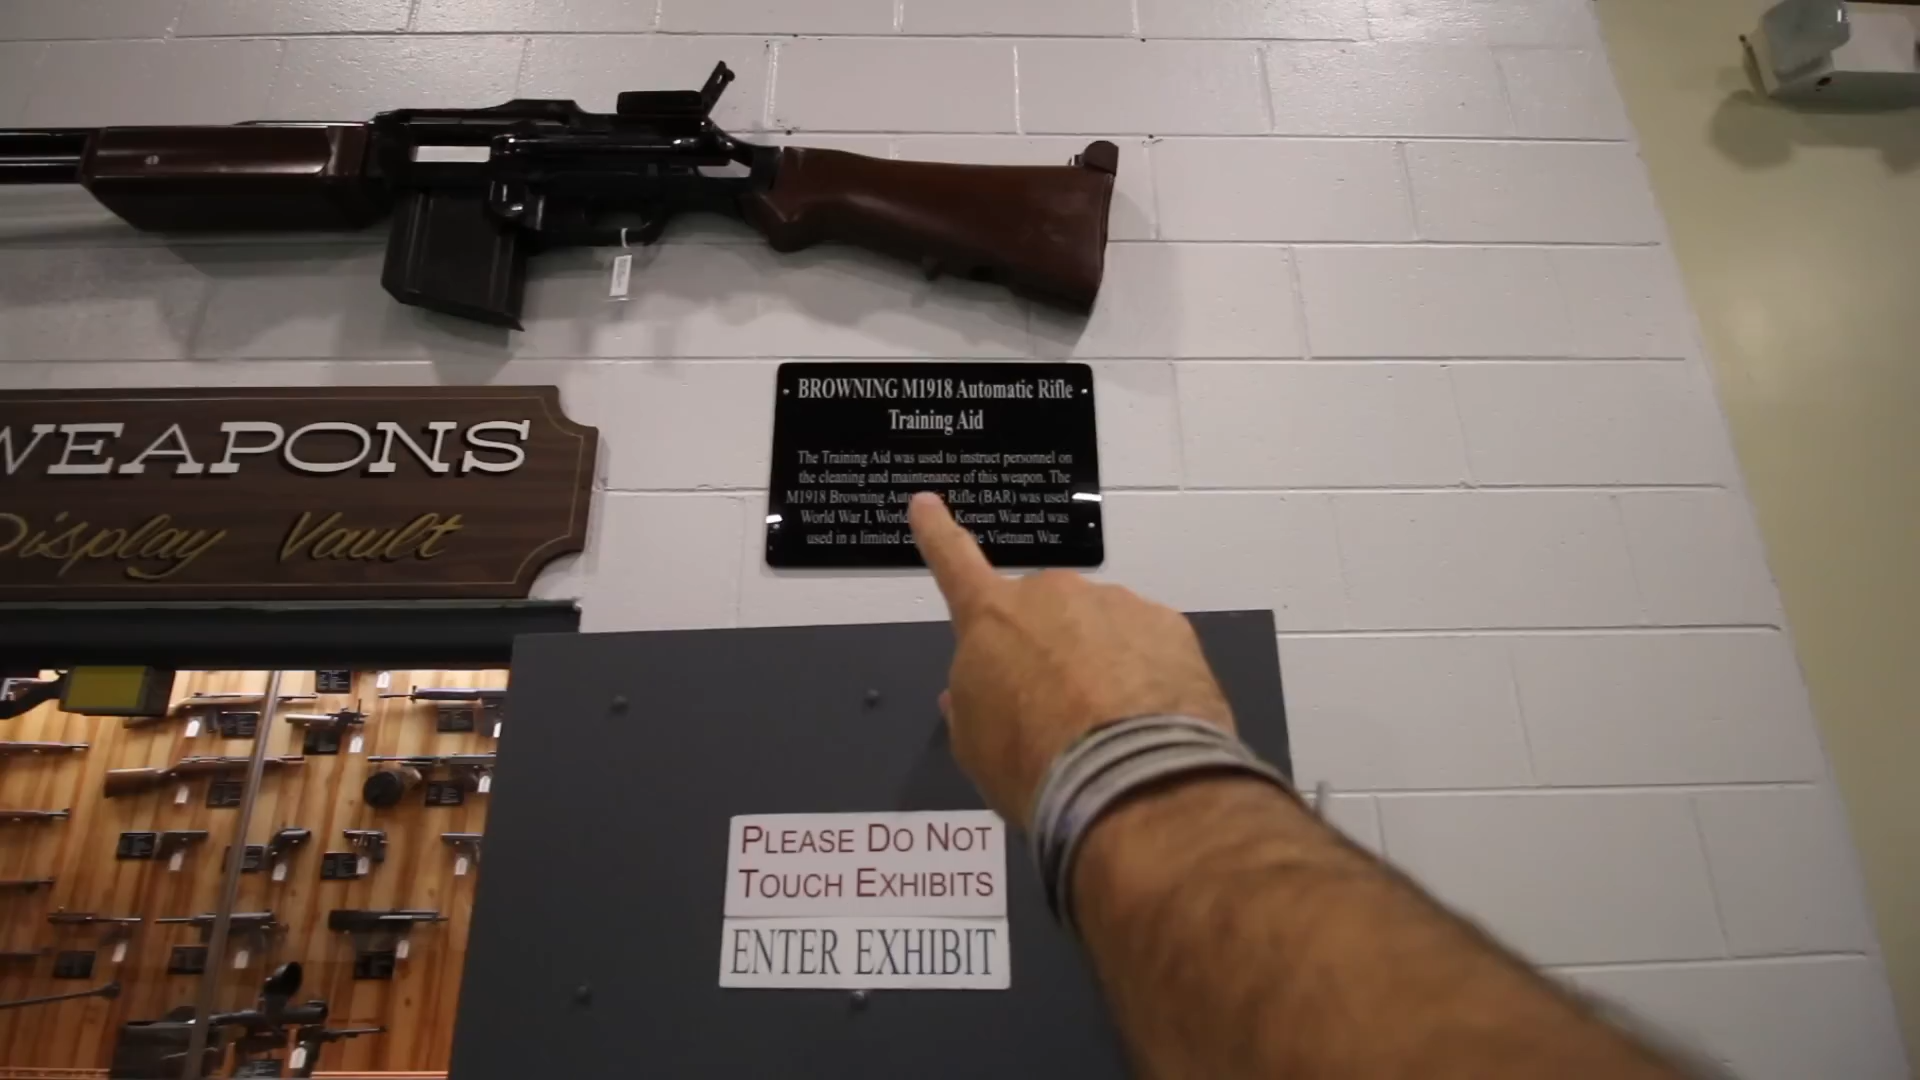 BROWNING M1918 Automatic Rifle
Training Aid
The Training Aid was used to instruct personnel on
the cleaning and maintenance of this weapon. The
M1918 Browning Rifle (BAR) was used
World War I, World Korean War and was
used in a limited Vietnam War.
WEAPONS
Display Vault
PLEASE DO NOT
TOUCH EXHIBITS
ENTER EXHIBIT